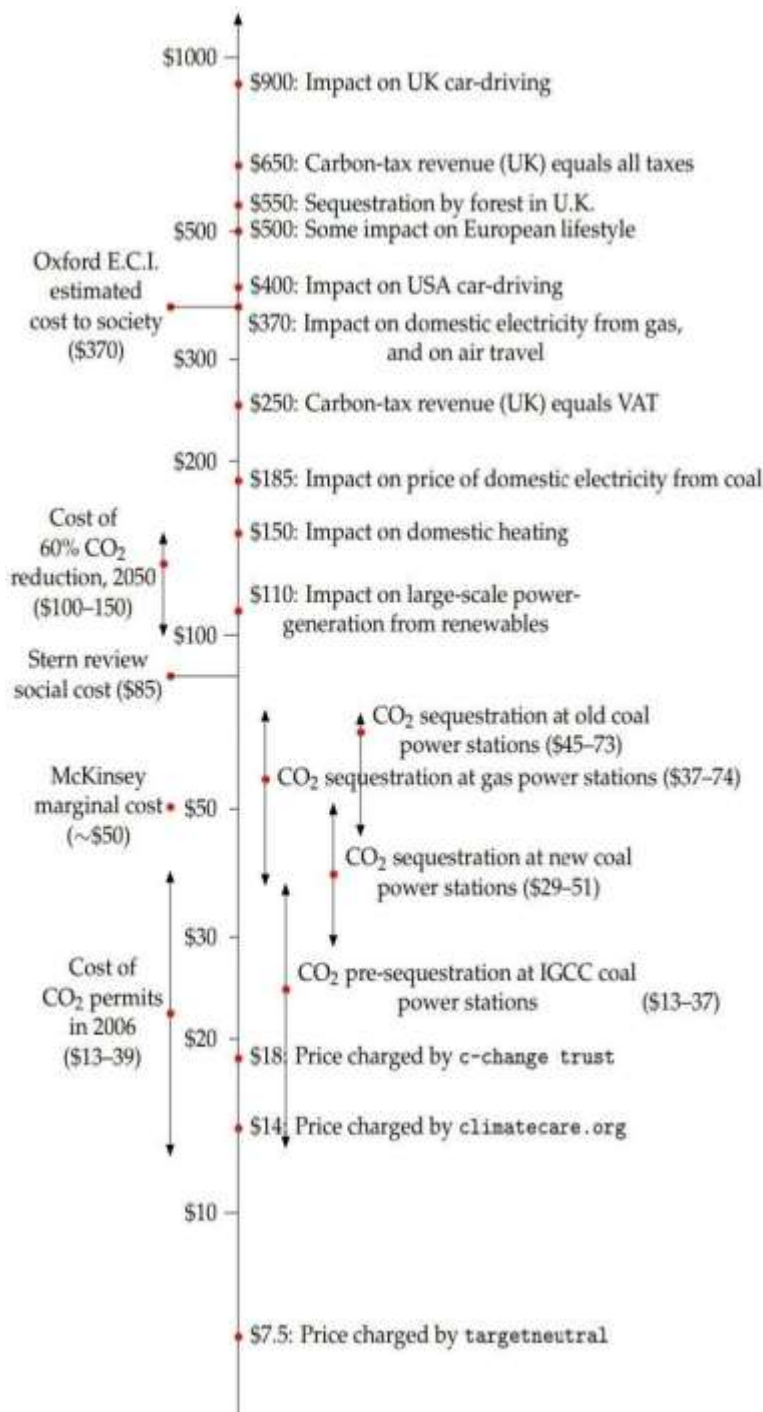 $1000
$900: Impact on UK car-driving
$650: Carbon-tax revenue (UK) equals all taxes
$550: Sequestration by forest in U.K.
$500
$500: Some impact on European lifestyle
Oxford E.C.I.
estimated
cost to society
($370)
$400: Impact on USA car-driving
$370: Impact on domestic electricity from gas,
and on air travel
$300
$250: Carbon-tax revenue (UK) equals VAT
$200
$185: Impact on price of domestic electricity from coal
Cost of
60% CO₂
reduction, 2050
($100–150)
$150: Impact on domestic heating
$110: Impact on large-scale power-
generation from renewables
$100
Stern review
social cost ($85)
CO₂ sequestration at old coal
power stations ($45–73)
CO₂ sequestration at gas power stations ($37–74)
McKinsey
marginal cost
(∼$50)
$50
CO₂ sequestration at new coal
power stations ($29–51)
$30
Cost of
CO₂ permits
in 2006
($13–39)
CO₂ pre-sequestration at IGCC coal
power stations ($13–37)
$20
$18: Price charged by c-change trust
$14: Price charged by climatecare.org
$10
$7.5: Price charged by targetneutral